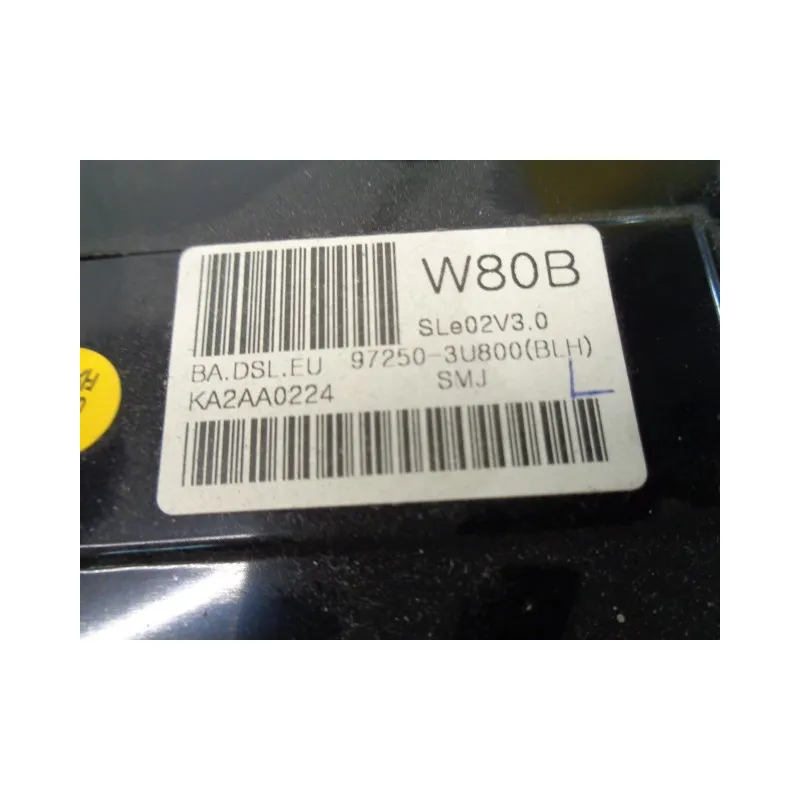 W80B
SLe02V3.0
BA.DSL.EU 97250-3U800(BLH)
KA2AA0224 SMJ